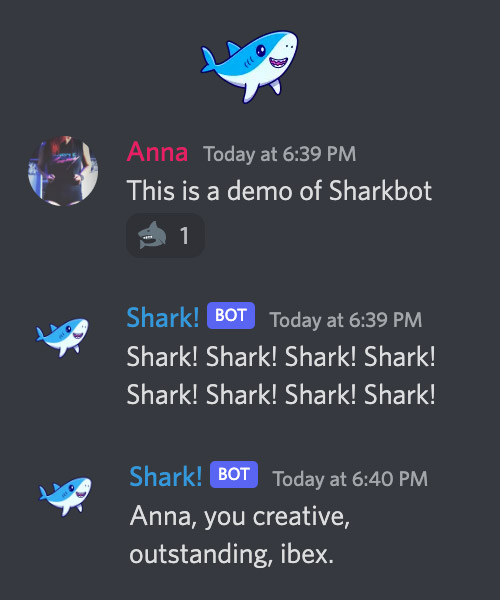 Anna Today at 6:39 PM
This is a demo of Sharkbot
1
Shark! BOT Today at 6:39 PM
Shark! Shark! Shark! Shark!
Shark! Shark! Shark! Shark!
Shark! BOT Today at 6:40 PM
Anna, you creative,
outstanding, ibex.